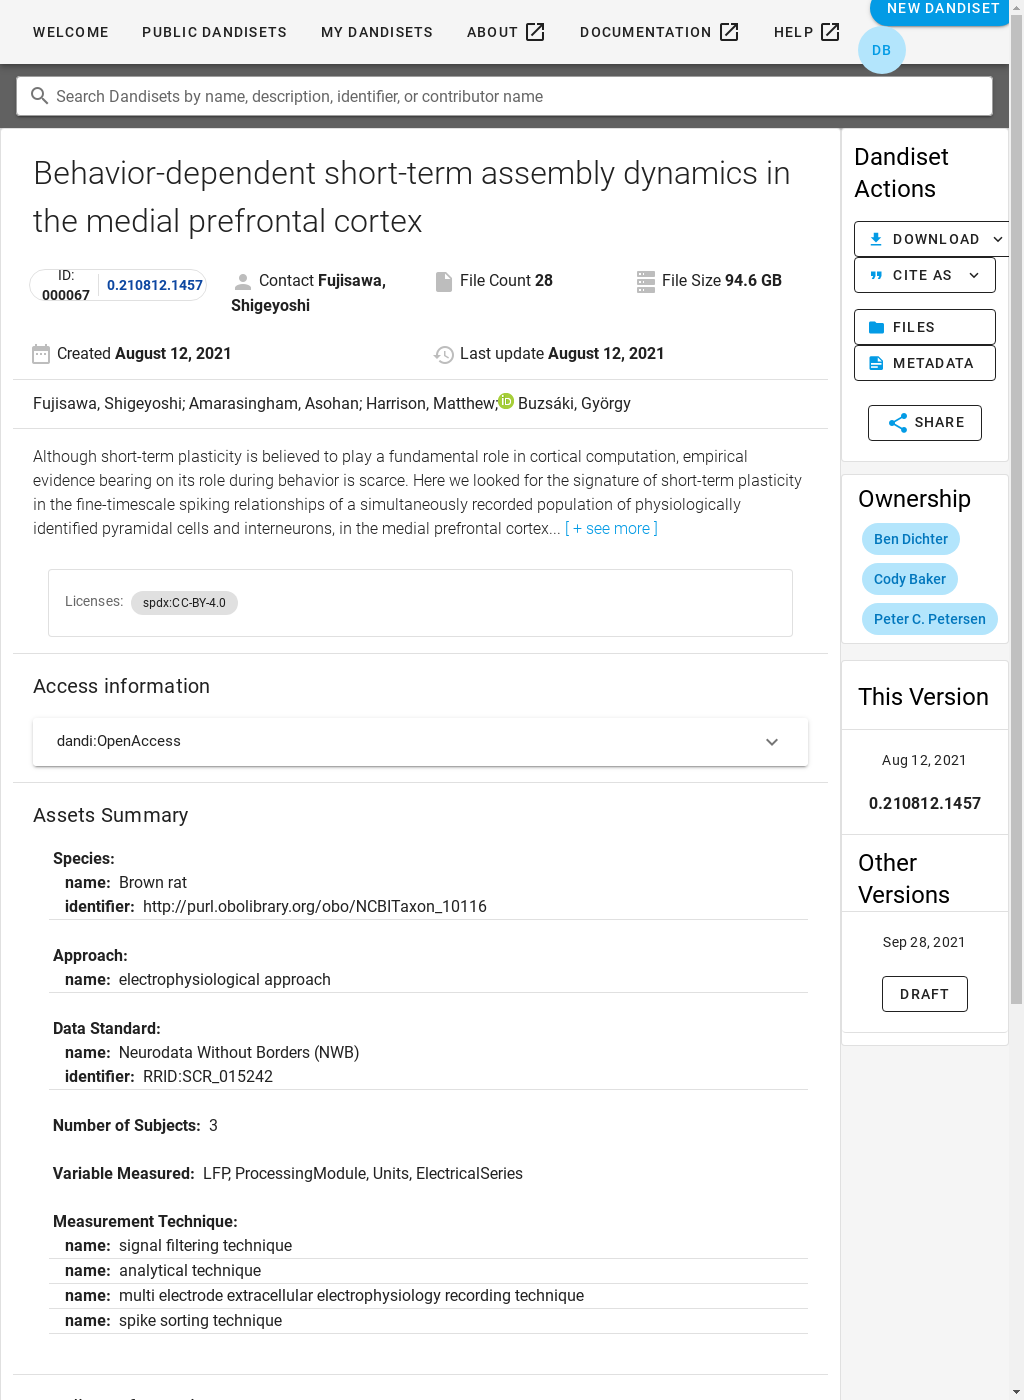 WELCOME
PUBLIC DANDISETS
MY DANDISETS
ABOUT
DOCUMENTATION
HELP
NEW DANDISET
DB
Search Dandisets by name, description, identifier, or contributor name
Behavior-dependent short-term assembly dynamics in
the medial prefrontal cortex
ID:
000067
0.210812.1457
Contact Fujisawa,
Shigeyoshi
File Count 28
File Size 94.6 GB
Created August 12, 2021
Last update August 12, 2021
Fujisawa, Shigeyoshi; Amarasingham, Asohan; Harrison, Matthew; iD Buzsáki, György
Although short-term plasticity is believed to play a fundamental role in cortical computation, empirical
evidence bearing on its role during behavior is scarce. Here we looked for the signature of short-term plasticity
in the fine-timescale spiking relationships of a simultaneously recorded population of physiologically
identified pyramidal cells and interneurons, in the medial prefrontal cortex... [ + see more ]
Licenses: spdx:CC-BY-4.0
Access information
dandi:OpenAccess
Assets Summary
Species:
name: Brown rat
identifier: http://purl.obolibrary.org/obo/NCBITaxon_10116
Approach:
name: electrophysiological approach
Data Standard:
name: Neurodata Without Borders (NWB)
identifier: RRID:SCR_015242
Number of Subjects: 3
Variable Measured: LFP, ProcessingModule, Units, ElectricalSeries
Measurement Technique:
name: signal filtering technique
name: analytical technique
name: multi electrode extracellular electrophysiology recording technique
name: spike sorting technique
Dandiset
Actions
DOWNLOAD
CITE AS
FILES
METADATA
SHARE
Ownership
Ben Dichter
Cody Baker
Peter C. Petersen
This Version
Aug 12, 2021
0.210812.1457
Other
Versions
Sep 28, 2021
DRAFT